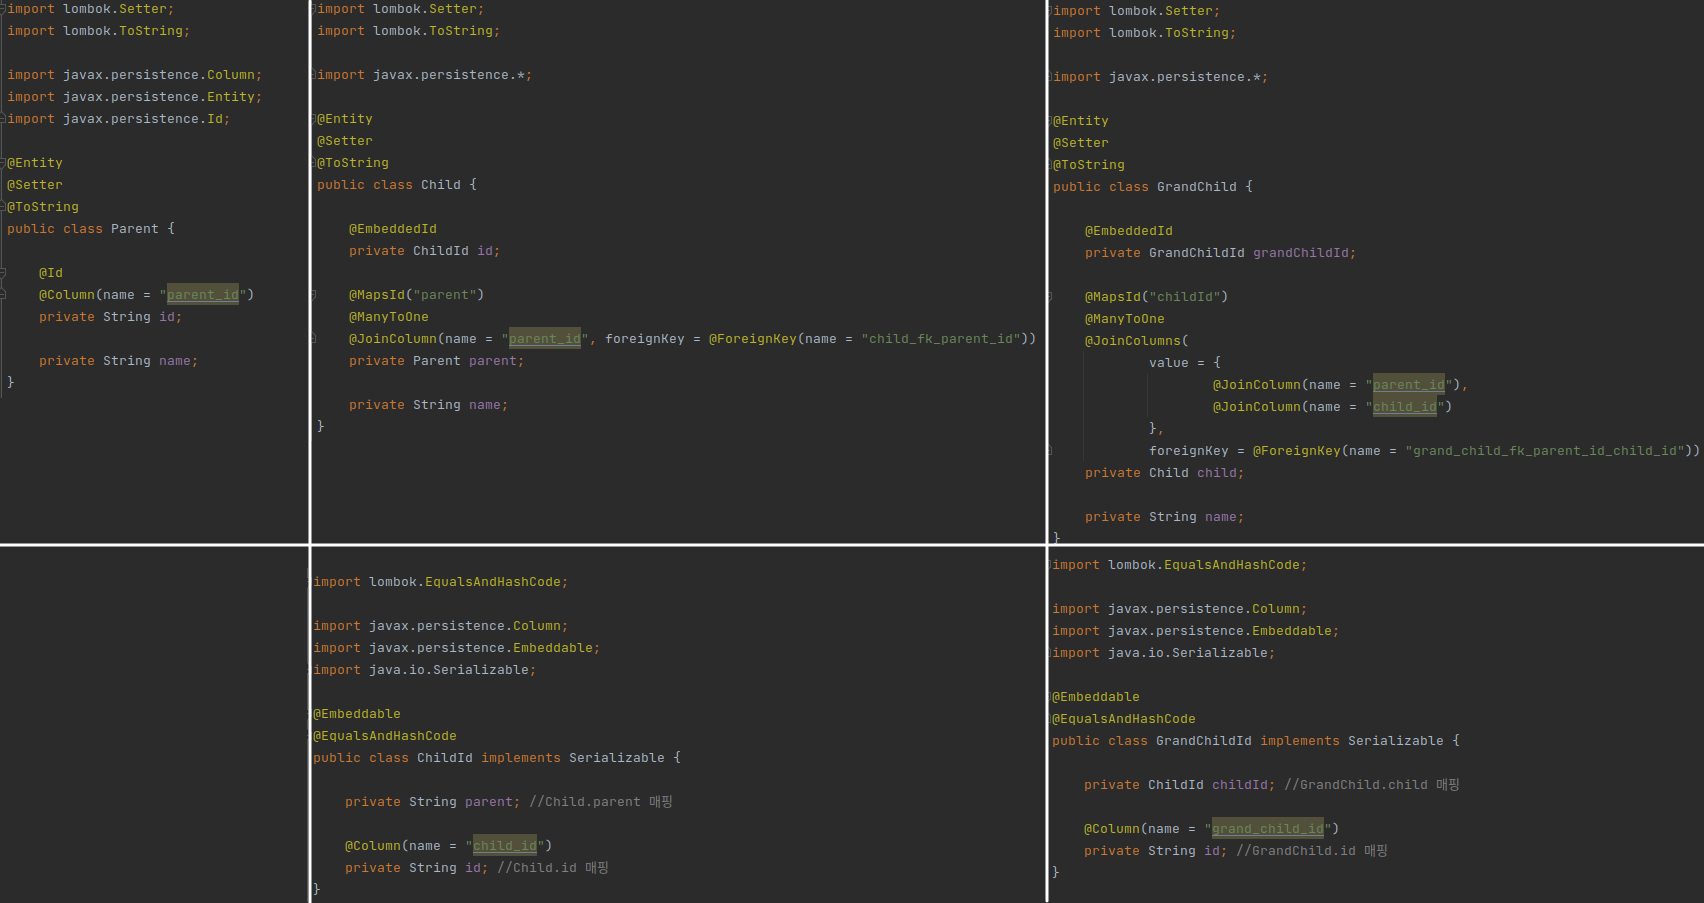 import lombok.Setter;
import lombok.ToString;
import javax.persistence.Column;
import javax.persistence.Entity;
import javax.persistence.Id;
@Entity
@Setter
@ToString
public class Parent {
@Id
@Column(name = "parent_id")
private String id;
private String name;
}
import lombok.Setter;
import lombok.ToString;
import javax.persistence.*;
@Entity
@Setter
@ToString
public class Child {
@EmbeddedId
private ChildId id;
@MapsId("parent")
@ManyToOne
@JoinColumn(name = "parent_id", foreignKey = @ForeignKey(name = "child_fk_parent_id"))
private Parent parent;
private String name;
}
import lombok.Setter;
import lombok.ToString;
import javax.persistence.*;
@Entity
@Setter
@ToString
public class GrandChild {
@EmbeddedId
private GrandChildId grandChildId;
@MapsId("childId")
@ManyToOne
@JoinColumns(
value = {
@JoinColumn(name = "parent_id"),
@JoinColumn(name = "child_id")
},
foreignKey = @ForeignKey(name = "grand_child_fk_parent_id_child_id"))
private Child child;
private String name;
}
import lombok.EqualsAndHashCode;
import javax.persistence.Column;
import javax.persistence.Embeddable;
import java.io.Serializable;
@Embeddable
@EqualsAndHashCode
public class ChildId implements Serializable {
private String parent; //Child.parent 매핑
@Column(name = "child_id")
private String id; //Child.id 매핑
}
import lombok.EqualsAndHashCode;
import javax.persistence.Column;
import javax.persistence.Embeddable;
import java.io.Serializable;
@Embeddable
@EqualsAndHashCode
public class GrandChildId implements Serializable {
private ChildId childId; //GrandChild.child 매핑
@Column(name = "grand_child_id")
private String id; //GrandChild.id 매핑
}